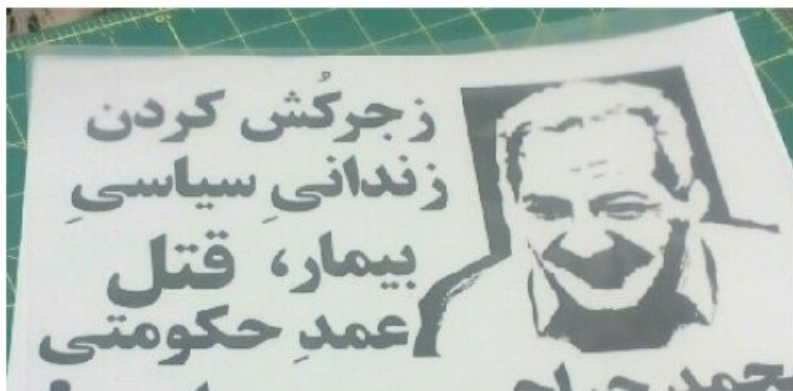 زجرکُش کردن
زندانیِ سیاسیِ
بیمار، قتل
عمدِ حکومتی